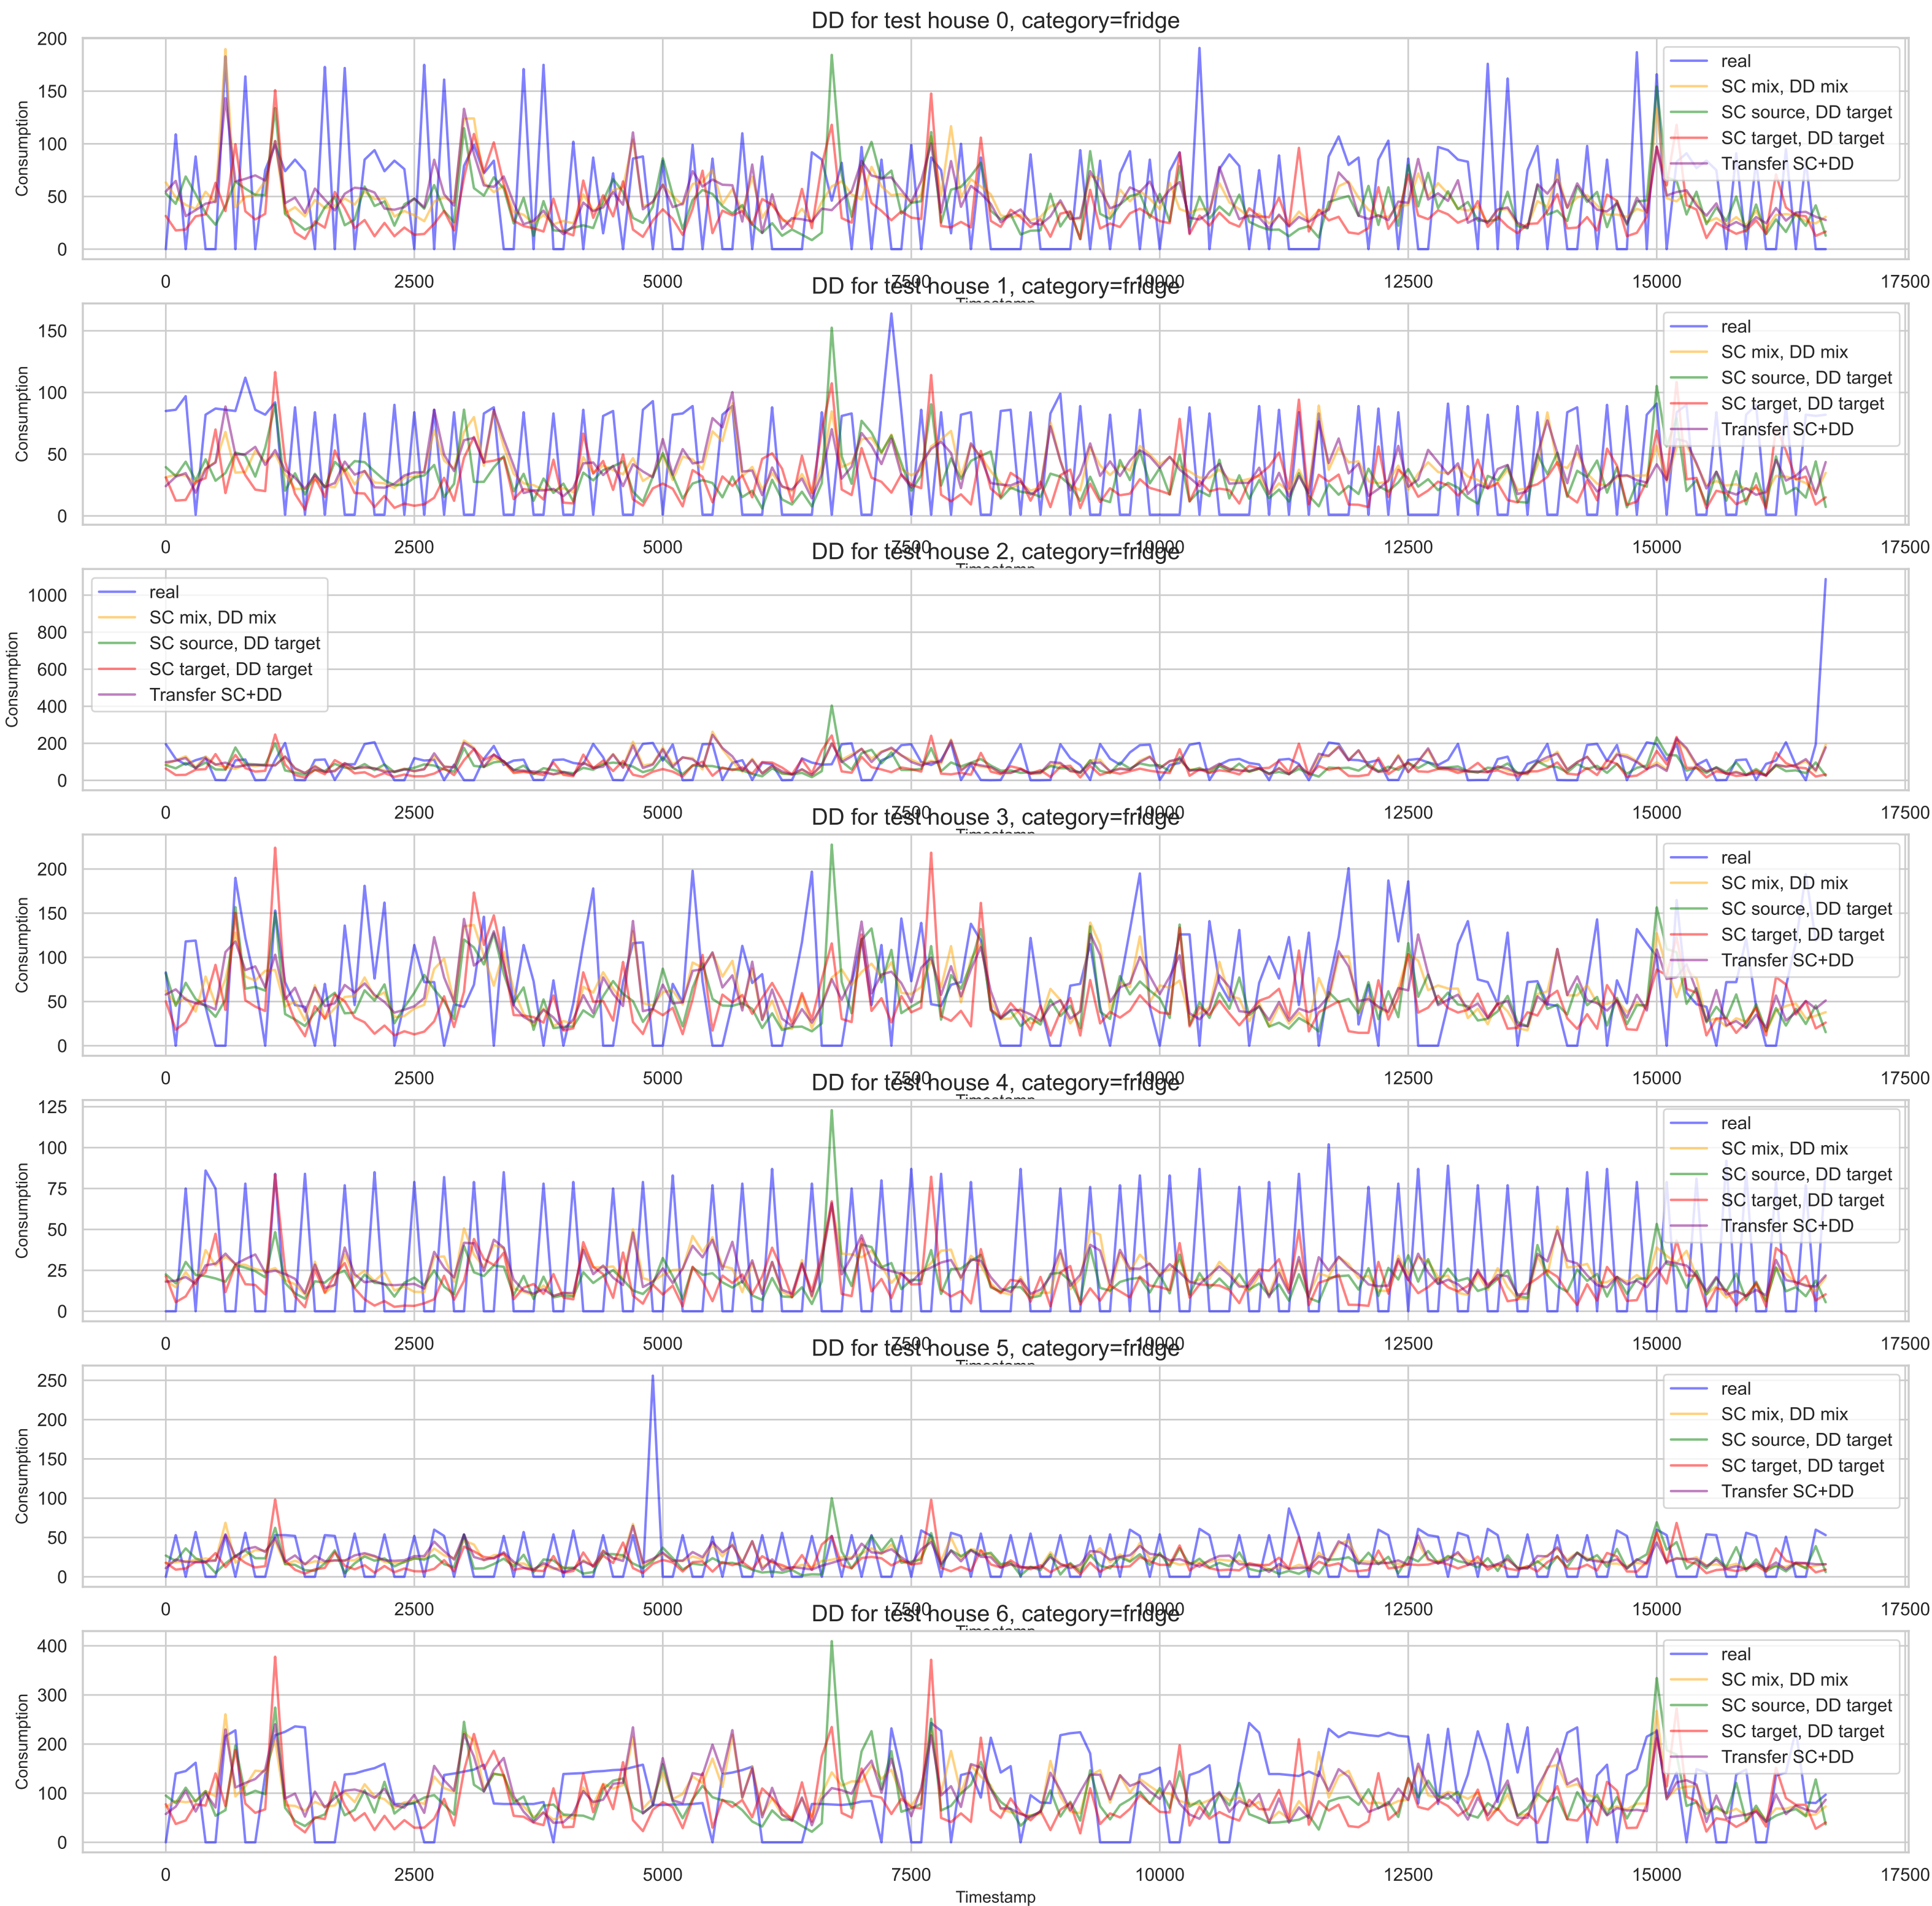 DD for test house 0, category=fridge
200
150
100
50
0
Consumption
real
SC mix, DD mix
SC source, DD target
SC target, DD target
Transfer SC+DD
0 2500 5000 7500 10000 12500 15000 17500
Timestamp
DD for test house 1, category=fridge
150
100
50
0
Consumption
real
SC mix, DD mix
SC source, DD target
SC target, DD target
Transfer SC+DD
0 2500 5000 7500 10000 12500 15000 17500
Timestamp
DD for test house 2, category=fridge
1000
800
600
400
200
0
Consumption
real
SC mix, DD mix
SC source, DD target
SC target, DD target
Transfer SC+DD
0 2500 5000 7500 10000 12500 15000 17500
Timestamp
DD for test house 3, category=fridge
200
150
100
50
0
Consumption
real
SC mix, DD mix
SC source, DD target
SC target, DD target
Transfer SC+DD
0 2500 5000 7500 10000 12500 15000 17500
Timestamp
DD for test house 4, category=fridge
125
100
75
50
25
0
Consumption
real
SC mix, DD mix
SC source, DD target
SC target, DD target
Transfer SC+DD
0 2500 5000 7500 10000 12500 15000 17500
Timestamp
DD for test house 5, category=fridge
250
200
150
100
50
0
Consumption
real
SC mix, DD mix
SC source, DD target
SC target, DD target
Transfer SC+DD
0 2500 5000 7500 10000 12500 15000 17500
Timestamp
DD for test house 6, category=fridge
400
300
200
100
0
Consumption
real
SC mix, DD mix
SC source, DD target
SC target, DD target
Transfer SC+DD
0 2500 5000 7500 10000 12500 15000 17500
Timestamp